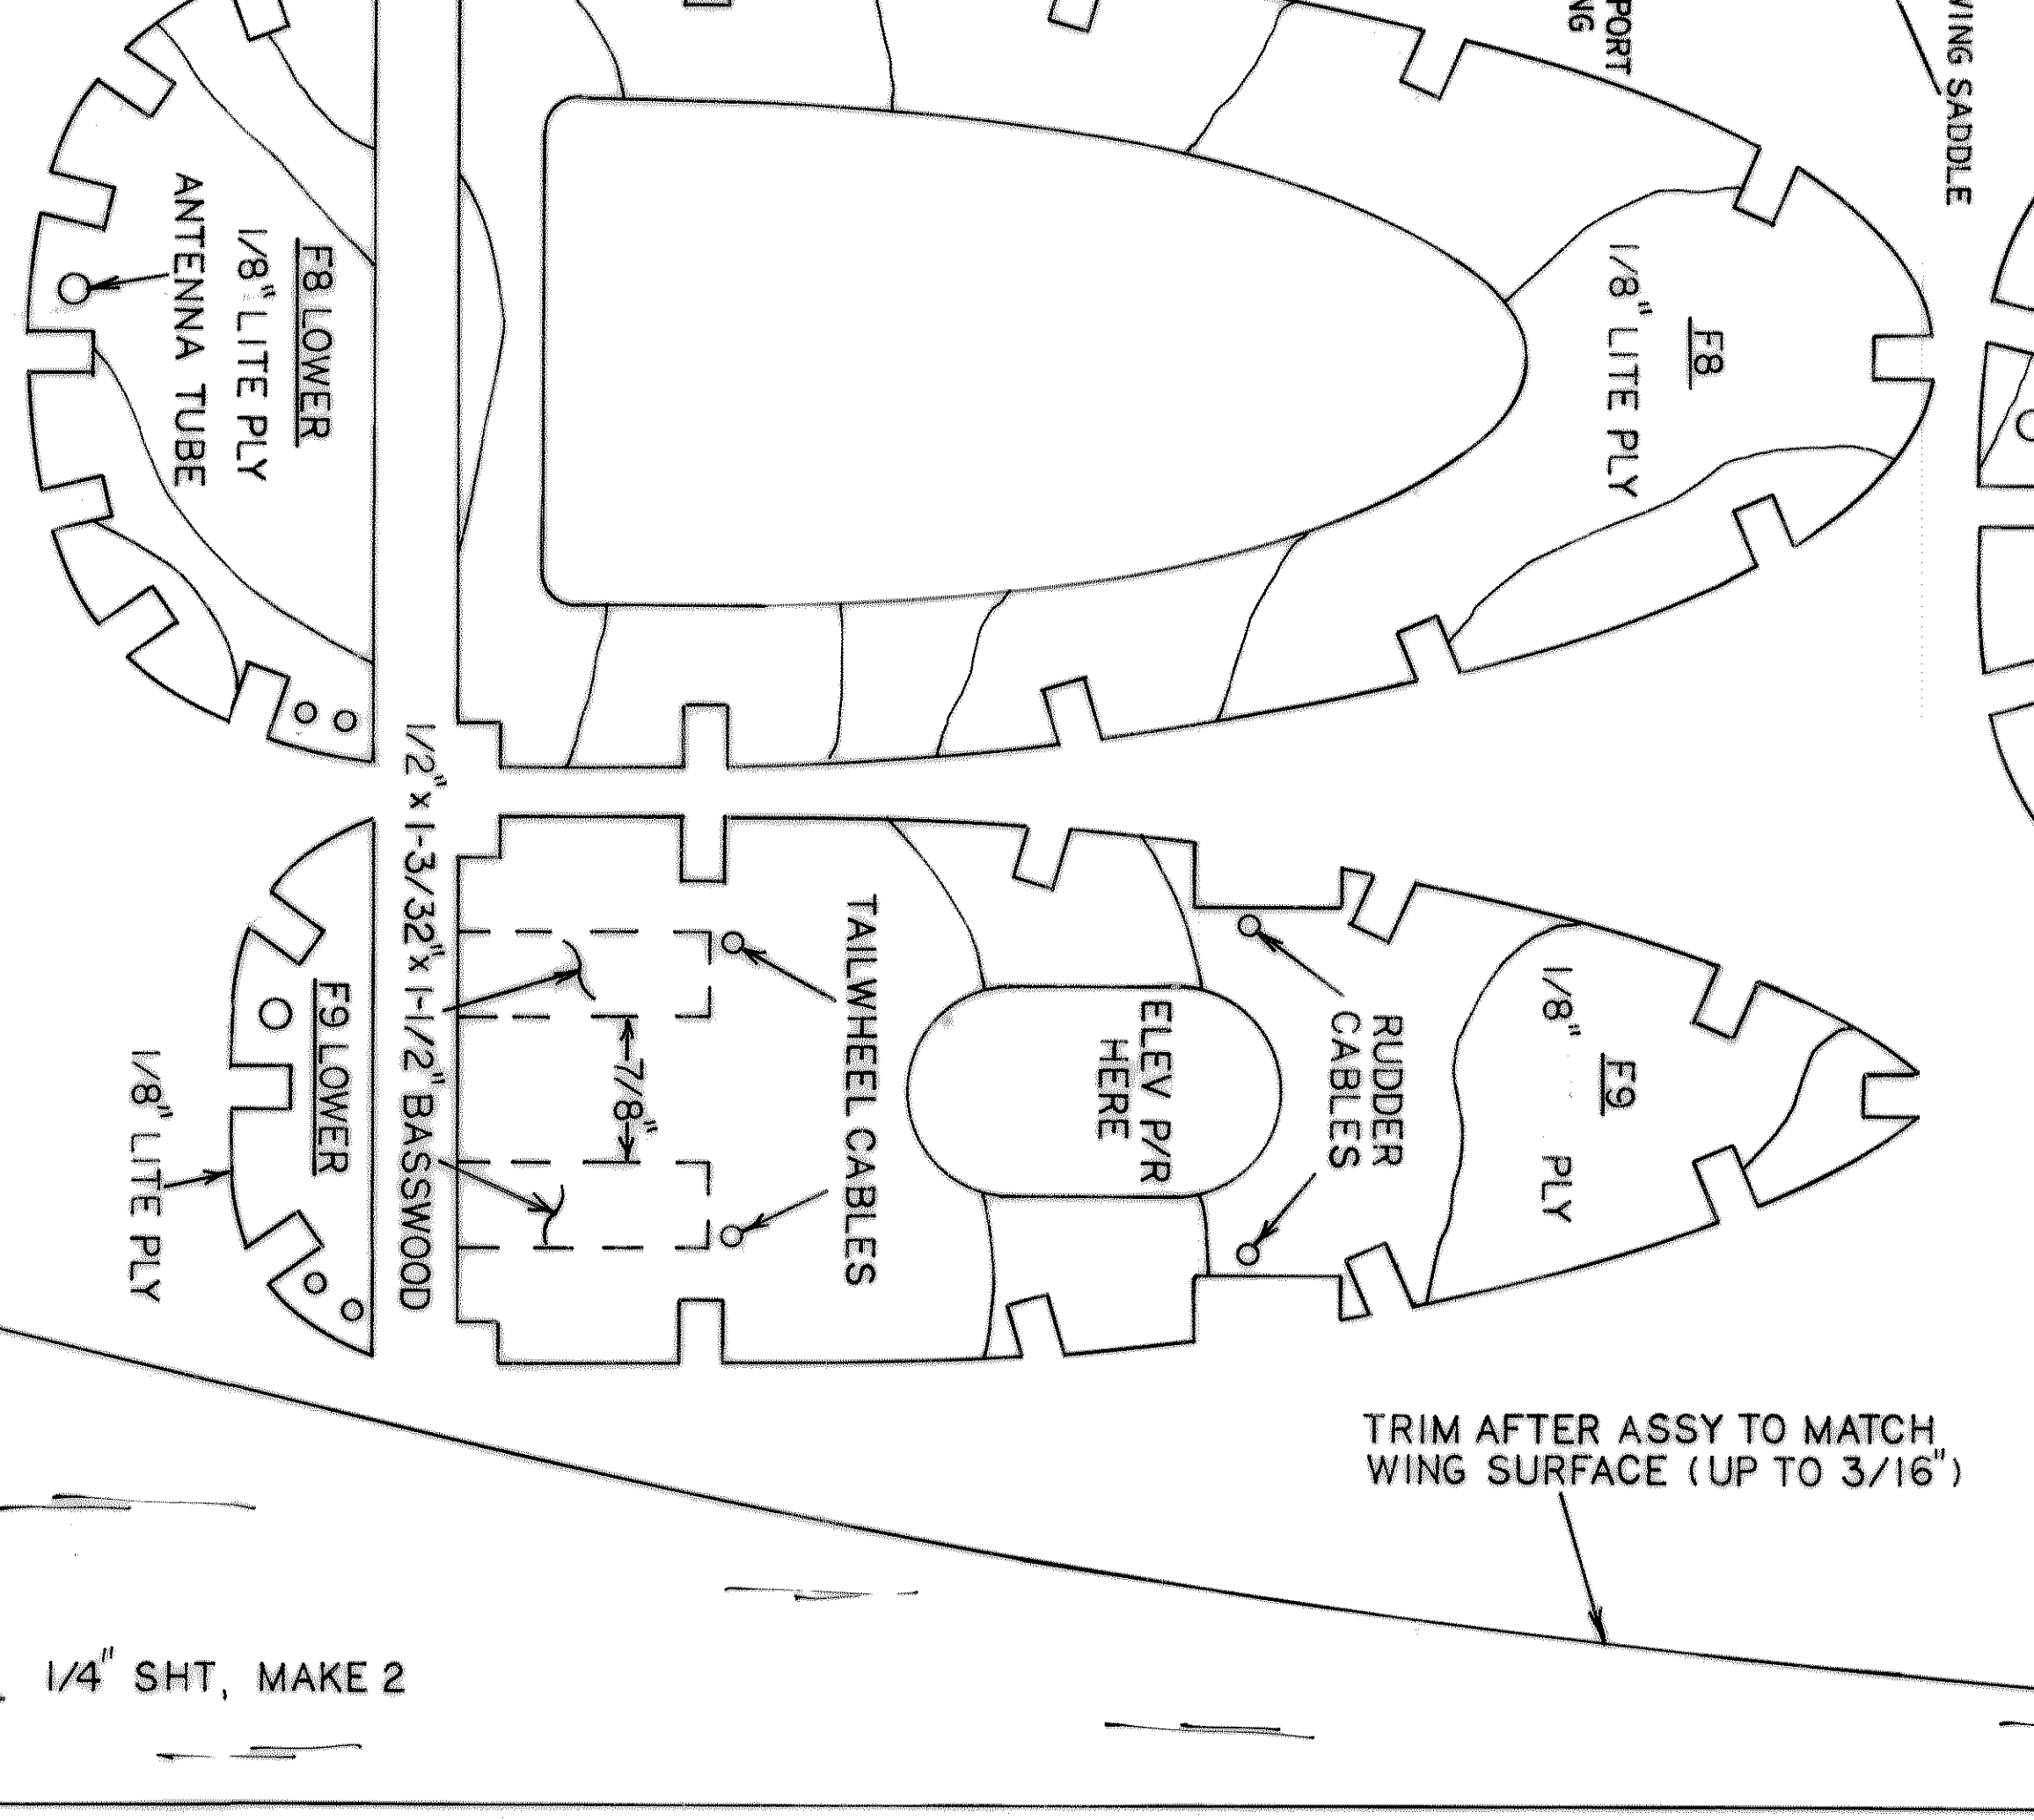 PORT
NG
WING SADDLE
F8
1/8" LITE PLY
F8 LOWER
1/8" LITE PLY
ANTENNA TUBE
F9
1/8" PLY
RUDDER
CABLES
ELEV P/R
HERE
TAILWHEEL CABLES
7/8"
1/2" x 1-3/32" x 1-1/2" BASSWOOD
F9 LOWER
1/8" LITE PLY
TRIM AFTER ASSY TO MATCH
WING SURFACE (UP TO 3/16")
1/4" SHT, MAKE 2